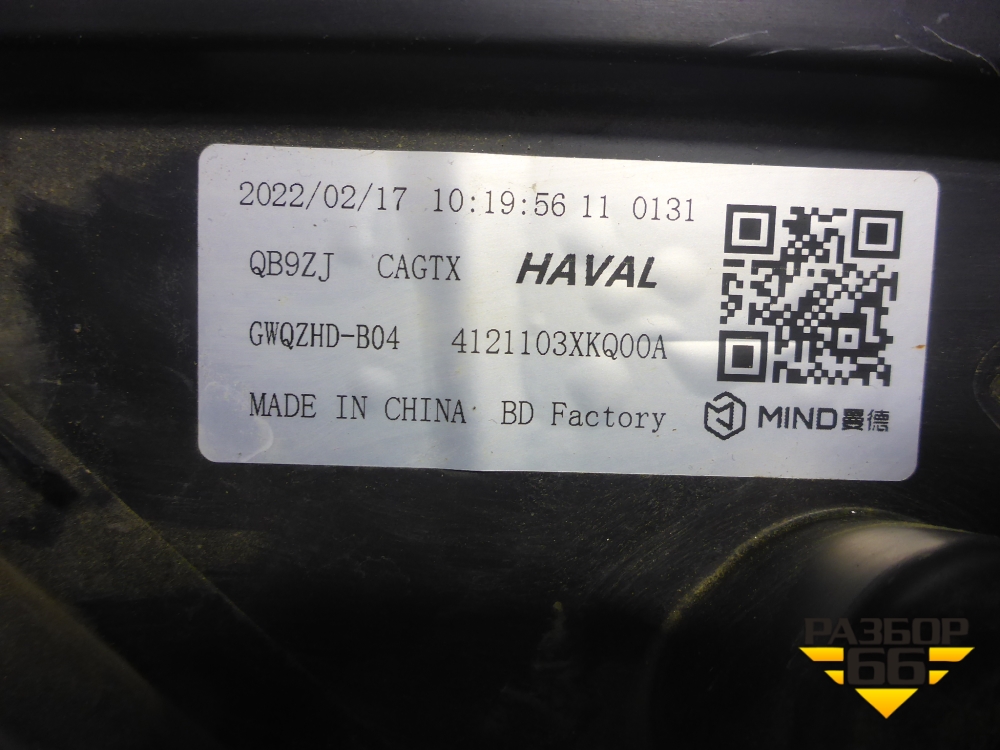 2022/02/17 10:19:56 11 0131
QB9ZJ CAGTX HAVAL
GWQZHD-B04 4121103XKQ00A
MADE IN CHINA BD Factory
MIND曼德
РАЗБОР
66